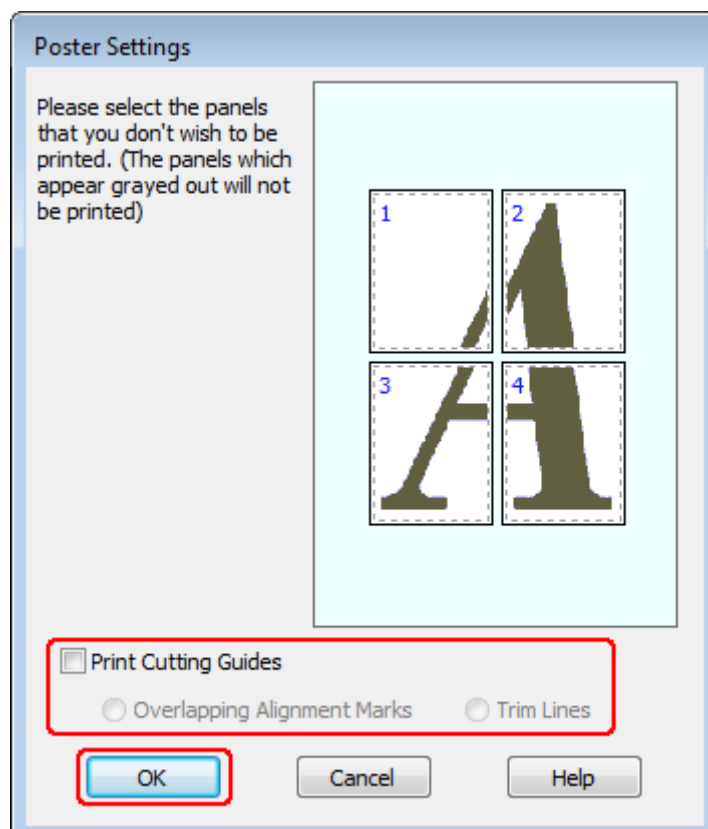 Poster Settings
Please select the panels
that you don't wish to be
printed. (The panels which
appear grayed out will not
be printed)
1
2
3
4
Print Cutting Guides
Overlapping Alignment Marks
Trim Lines
OK
Cancel
Help